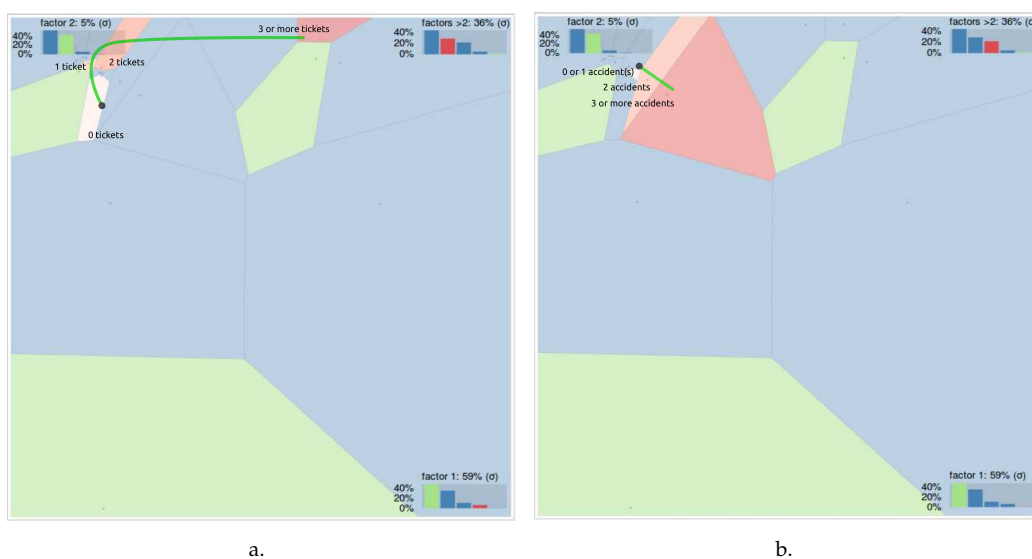 factor 2: 5% (σ)
40%
20%
0%
3 or more tickets
factors >2: 36% (σ)
40%
20%
0%
1 ticket
2 tickets
0 tickets
factor 1: 59% (σ)
40%
20%
0%
a.
factor 2: 5% (σ)
40%
20%
0%
factors >2: 36% (σ)
40%
20%
0%
0 or 1 accident(s)
2 accidents
3 or more accidents
factor 1: 59% (σ)
40%
20%
0%
b.